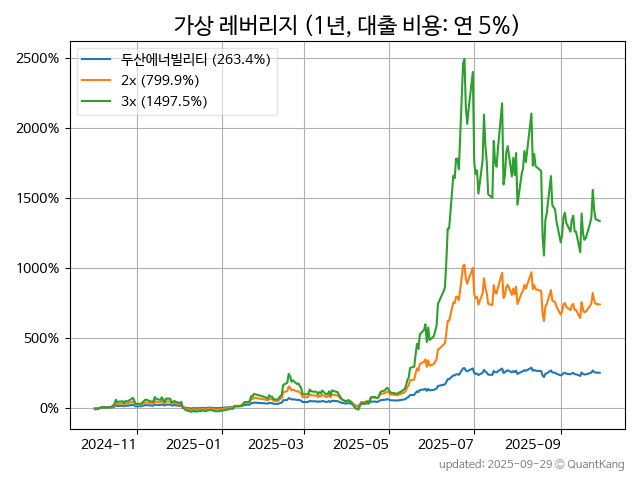 가상 레버리지 (1년, 대출 비용: 연 5%)
2500%
2000%
1500%
1000%
500%
0%
두산에너빌리티 (263.4%)
2x (799.9%)
3x (1497.5%)
2024-11 2025-01 2025-03 2025-05 2025-07 2025-09
updated: 2025-09-29 © QuantKang